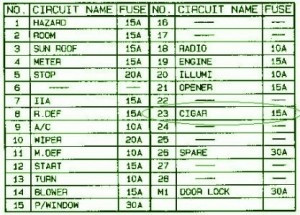 NO. CIRCUIT NAME FUSE NO. CIRCUIT NAME FUSE
1 HAZARD 15A 16 —
2 ROOM 15A 17 —
3 SUN ROOF 15A 18 RADIO 10A
4 METER 15A 19 ENGINE 15A
5 STOP 20A 20 ILLUMI 10A
6 — 21 OPENER 15A
7 IIA 15A 22 —
8 R.DEF 15A 23 CIGAR 15A
9 A/C 10A 24 —
10 WIPER 20A 25 —
11 M.DEF 10A 26 SPARE 30A
12 START 15A 27 —
13 TURN 10A 28 —
14 BLOWER 15A M1 DOOR LOCK 30A
15 P/WINDOW 30A